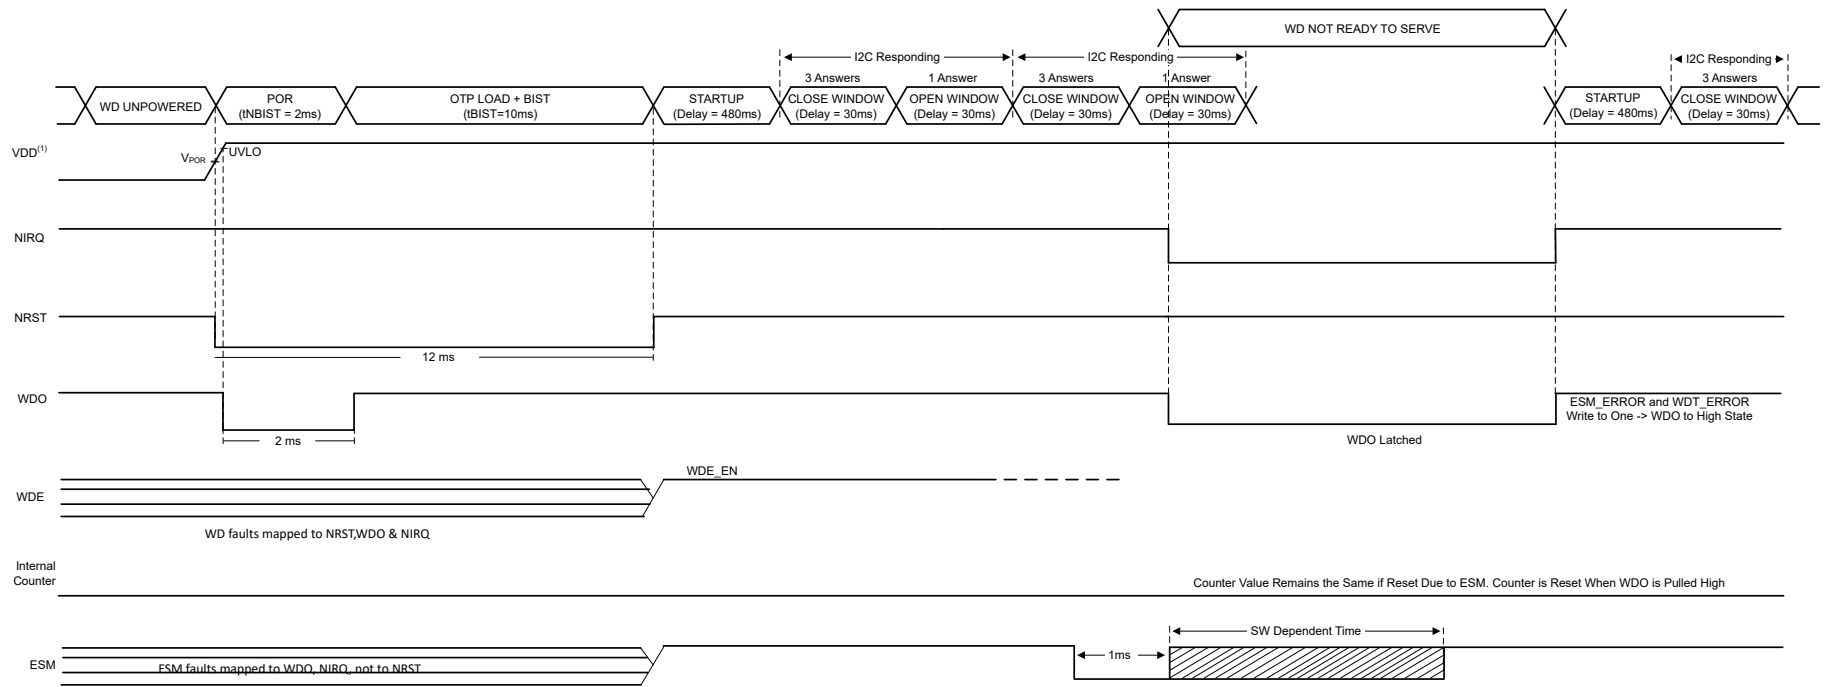 WD NOT READY TO SERVE
I2C Responding
I2C Responding
I2C Responding
3 Answers
1 Answer
3 Answers
1 Answer
3 Answers
WD UNPOWERED
POR
(tNBIST = 2ms)
OTP LOAD + BIST
(tBIST=10ms)
STARTUP
(Delay = 480ms)
CLOSE WINDOW
(Delay = 30ms)
OPEN WINDOW
(Delay = 30ms)
CLOSE WINDOW
(Delay = 30ms)
OPEN WINDOW
(Delay = 30ms)
STARTUP
(Delay = 480ms)
CLOSE WINDOW
(Delay = 30ms)
VDD(1)
VPOR
UVLO
NIRQ
NRST
12 ms
WDO
2 ms
WDO Latched
ESM_ERROR and WDT_ERROR
Write to One -> WDO to High State
WDE
WDE_EN
WD faults mapped to NRST,WDO & NIRQ
Internal
Counter
Counter Value Remains the Same if Reset Due to ESM. Counter is Reset When WDO is Pulled High
ESM
ESM faults mapped to WDO, NIRQ, not to NRST
1ms
SW Dependent Time